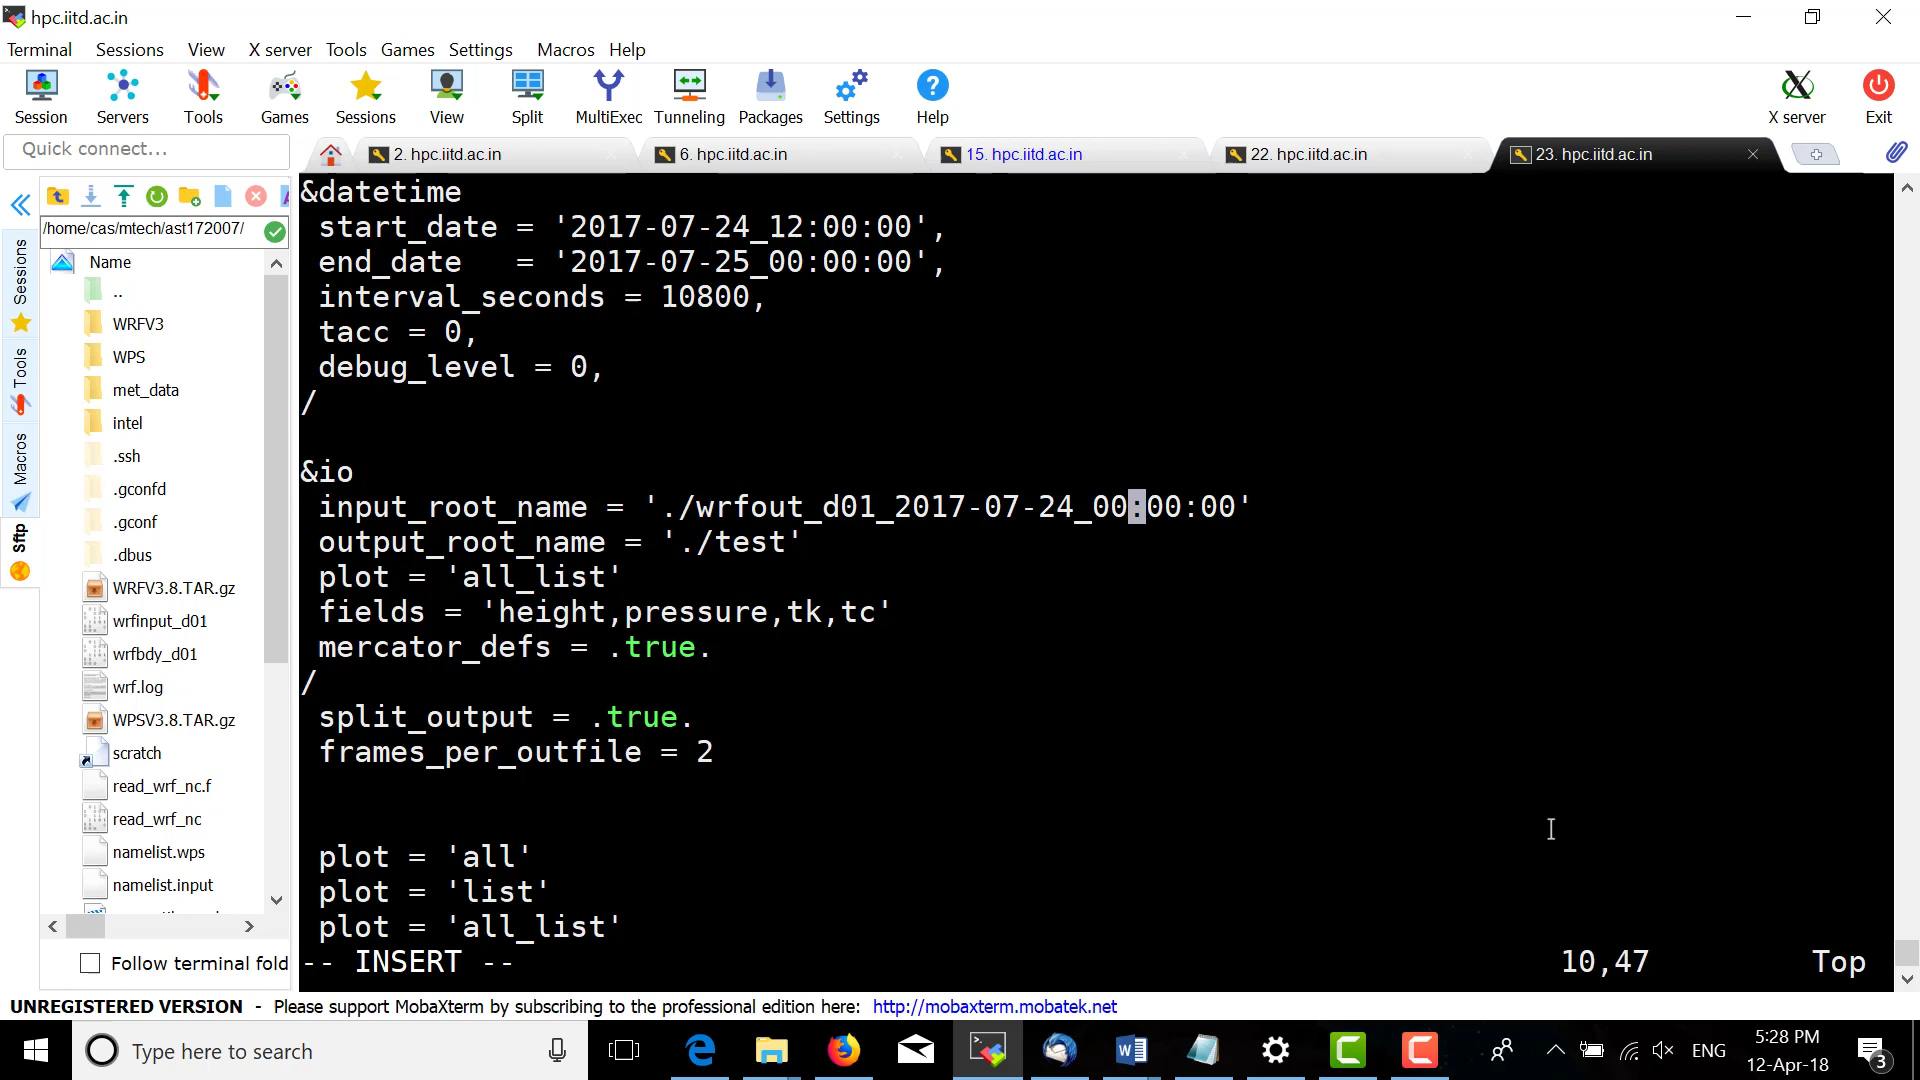 hpc.iitd.ac.in
Terminal Sessions View X server Tools Games Settings Macros Help
Session Servers Tools Games Sessions View Split MultiExec Tunneling Packages Settings Help X server Exit
Quick connect...
2. hpc.iitd.ac.in 6. hpc.iitd.ac.in 15. hpc.iitd.ac.in 22. hpc.iitd.ac.in 23. hpc.iitd.ac.in
/home/cas/mtech/ast172007/
Sessions
Tools
Macros
Sftp
Name
..
WRFV3
WPS
met_data
intel
.ssh
.gconfd
.gconf
.dbus
WRFV3.8.TAR.gz
wrfinput_d01
wrfbdy_d01
wrf.log
WPSV3.8.TAR.gz
scratch
read_wrf_nc.f
read_wrf_nc
namelist.wps
namelist.input
Follow terminal fold
&datetime
start_date = '2017-07-24_12:00:00',
end_date = '2017-07-25_00:00:00',
interval_seconds = 10800,
tacc = 0,
debug_level = 0,
/
&io
input_root_name = './wrfout_d01_2017-07-24_00:00:00'
output_root_name = './test'
plot = 'all_list'
fields = 'height,pressure,tk,tc'
mercator_defs = .true.
/
split_output = .true.
frames_per_outfile = 2
plot = 'all'
plot = 'list'
plot = 'all_list'
-- INSERT -- 10,47 Top
UNREGISTERED VERSION - Please support MobaXterm by subscribing to the professional edition here: http://mobaxterm.mobatek.net
Type here to search
ENG
5:28 PM
12-Apr-18
3